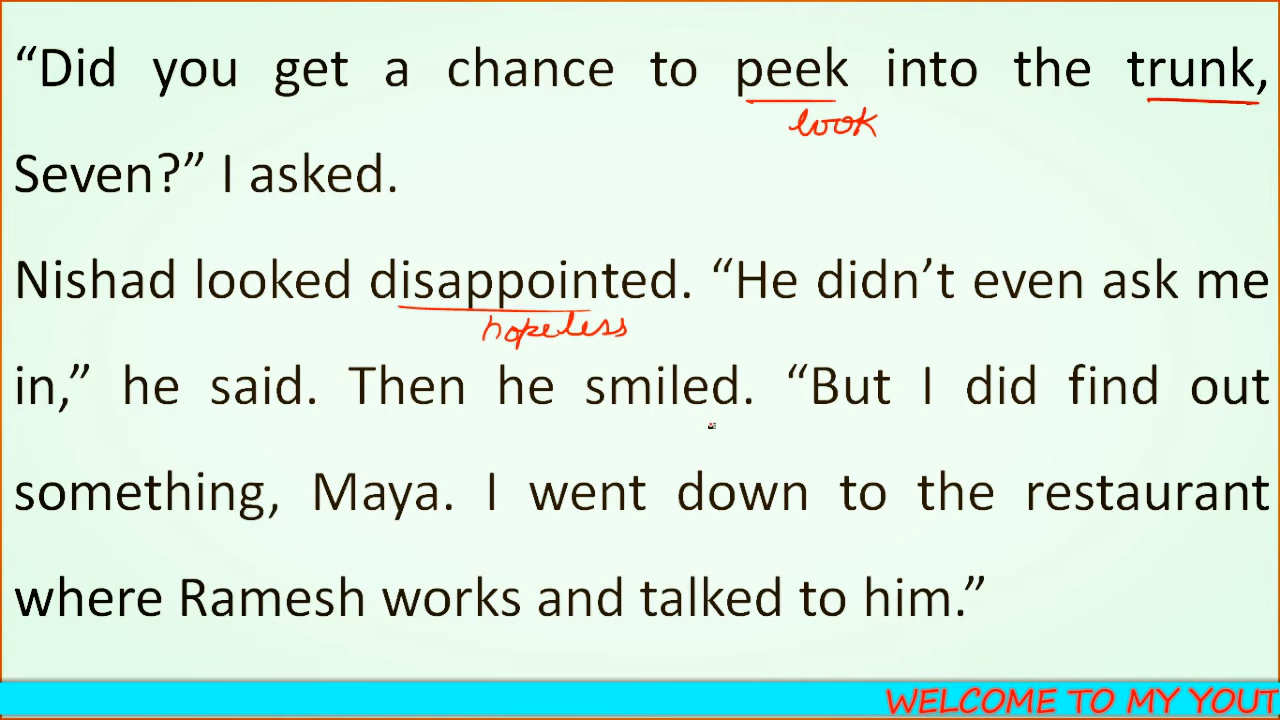 “Did you get a chance to peek into the trunk,
look
Seven?” I asked.
Nishad looked disappointed. “He didn’t even ask me
hopeless
in,” he said. Then he smiled. “But I did find out
something, Maya. I went down to the restaurant
where Ramesh works and talked to him.”
WELCOME TO MY YOUT